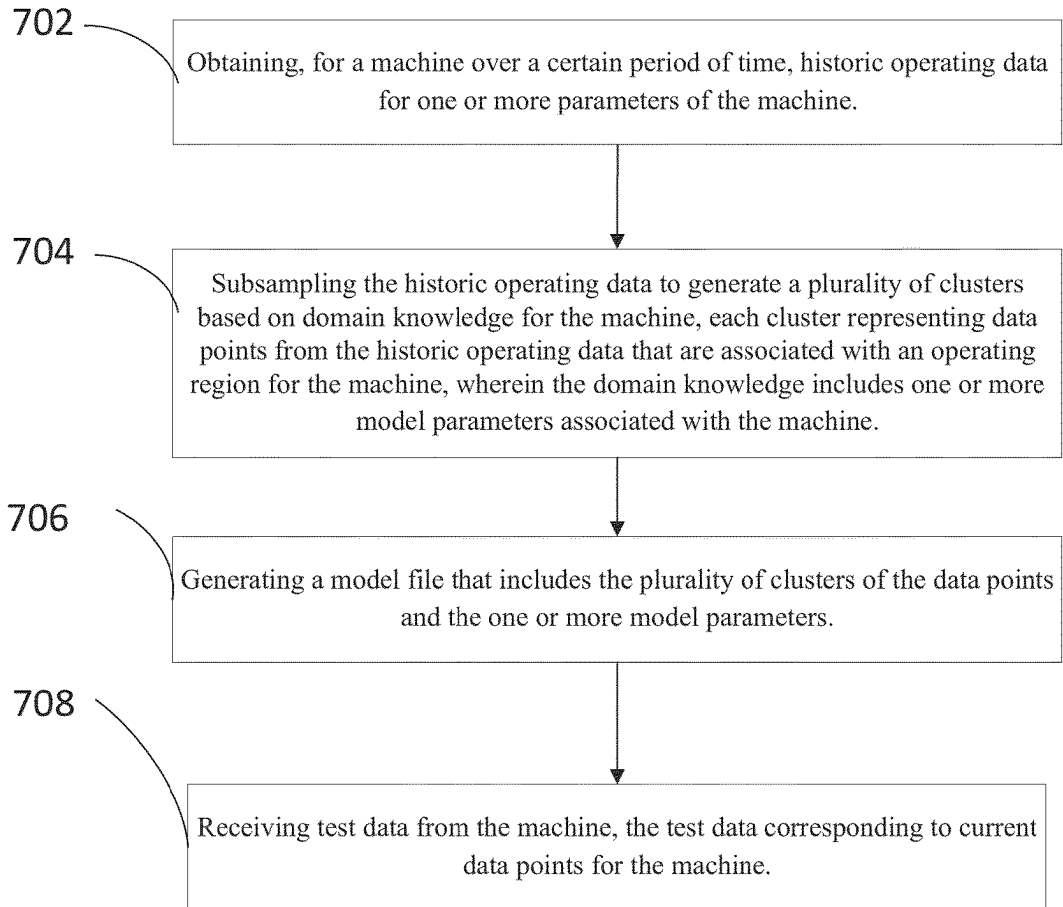 702
Obtaining, for a machine over a certain period of time, historic operating data
for one or more parameters of the machine.
704
Subsampling the historic operating data to generate a plurality of clusters
based on domain knowledge for the machine, each cluster representing data
points from the historic operating data that are associated with an operating
region for the machine, wherein the domain knowledge includes one or more
model parameters associated with the machine.
706
Generating a model file that includes the plurality of clusters of the data points
and the one or more model parameters.
708
Receiving test data from the machine, the test data corresponding to current
data points for the machine.